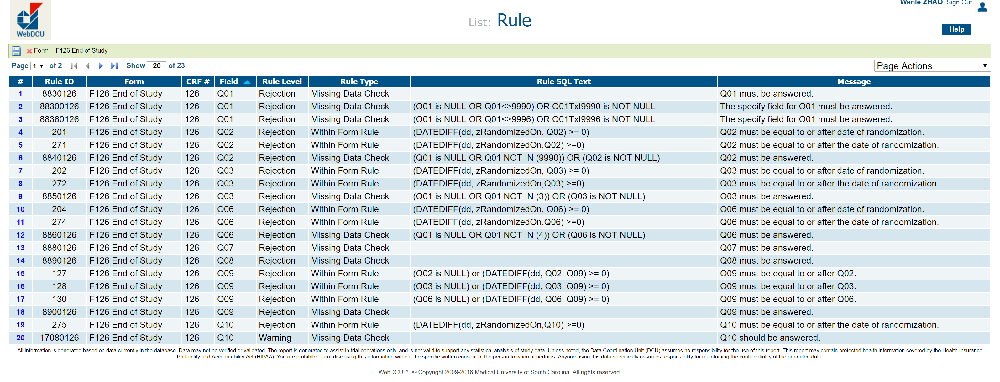 Wenle ZHAO Sign Out
WebDCU
List: Rule
Help
Form = F126 End of Study
Page 1 of 2 Show 20 of 23 Page Actions
# Rule ID Form CRF # Field Rule Level Rule Type Rule SQL Text Message
1 8830126 F126 End of Study 126 Q01 Rejection Missing Data Check Q01 must be answered.
2 88300126 F126 End of Study 126 Q01 Rejection Missing Data Check (Q01 is NULL OR Q01<>9990) OR Q01Txt9990 is NOT NULL The specify field for Q01 must be answered.
3 88360126 F126 End of Study 126 Q01 Rejection Missing Data Check (Q01 is NULL OR Q01<>9996) OR Q01Txt9996 is NOT NULL The specify field for Q01 must be answered.
4 201 F126 End of Study 126 Q02 Rejection Within Form Rule (DATEDIFF(dd, zRandomizedOn, Q02) >= 0) Q02 must be equal to or after date of randomization.
5 271 F126 End of Study 126 Q02 Rejection Within Form Rule (DATEDIFF(dd, zRandomizedOn,Q02) >=0) Q02 must be equal to or after the date of randomization.
6 8840126 F126 End of Study 126 Q02 Rejection Missing Data Check (Q01 is NULL OR Q01 NOT IN (9990)) OR (Q02 is NOT NULL) Q02 must be answered.
7 202 F126 End of Study 126 Q03 Rejection Within Form Rule (DATEDIFF(dd, zRandomizedOn, Q03) >= 0) Q03 must be equal to or after date of randomization.
8 272 F126 End of Study 126 Q03 Rejection Within Form Rule (DATEDIFF(dd, zRandomizedOn,Q03) >=0) Q03 must be equal to or after the date of randomization.
9 8850126 F126 End of Study 126 Q03 Rejection Missing Data Check (Q01 is NULL OR Q01 NOT IN (3)) OR (Q03 is NOT NULL) Q03 must be answered.
10 204 F126 End of Study 126 Q06 Rejection Within Form Rule (DATEDIFF(dd, zRandomizedOn, Q06) >= 0) Q06 must be equal to or after date of randomization.
11 274 F126 End of Study 126 Q06 Rejection Within Form Rule (DATEDIFF(dd, zRandomizedOn,Q06) >=0) Q06 must be equal to or after the date of randomization.
12 8860126 F126 End of Study 126 Q06 Rejection Missing Data Check (Q01 is NULL OR Q01 NOT IN (4)) OR (Q06 is NOT NULL) Q06 must be answered.
13 8880126 F126 End of Study 126 Q07 Rejection Missing Data Check Q07 must be answered.
14 8890126 F126 End of Study 126 Q08 Rejection Missing Data Check Q08 must be answered.
15 127 F126 End of Study 126 Q09 Rejection Within Form Rule (Q02 is NULL) or (DATEDIFF(dd, Q02, Q09) >= 0) Q09 must be equal to or after Q02.
16 128 F126 End of Study 126 Q09 Rejection Within Form Rule (Q03 is NULL) or (DATEDIFF(dd, Q03, Q09) >= 0) Q09 must be equal to or after Q03.
17 130 F126 End of Study 126 Q09 Rejection Within Form Rule (Q06 is NULL) or (DATEDIFF(dd, Q06, Q09) >= 0) Q09 must be equal to or after Q06.
18 8900126 F126 End of Study 126 Q09 Rejection Missing Data Check Q09 must be answered.
19 275 F126 End of Study 126 Q10 Rejection Within Form Rule (DATEDIFF(dd, zRandomizedOn,Q10) >=0) Q10 must be equal to or after the date of randomization.
20 17080126 F126 End of Study 126 Q10 Warning Missing Data Check Q10 should be answered.
All information is generated based on data currently in the database. Data may not be verified or validated. The report is generated to assist in trial operations only, and is not valid to support any statistical analysis of study data. Unless noted, the Data Coordination Unit (DCU) assumes no responsibility for the use of this report. This report may contain protected health information covered by the Health Insurance
Portability and Accountability Act (HIPAA). You are prohibited from disclosing this information without the specific written consent of the person to whom it pertains. Anyone using this data specifically assumes responsibility for maintaining the confidentiality of the protected data.
WebDCU™ © Copyright 2009-2016 Medical University of South Carolina. All rights reserved.